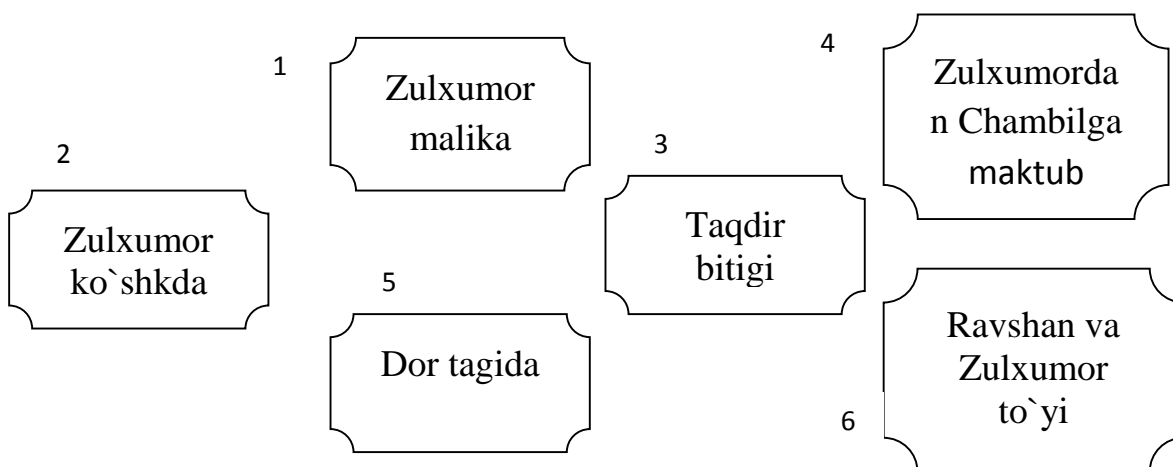 1
Zulxumor
malika
2
Zulxumor
ko`shkda
3
Taqdir
bitigi
4
Zulxumorda
n Chambilga
maktub
5
Dor tagida
6
Ravshan va
Zulxumor
to`yi